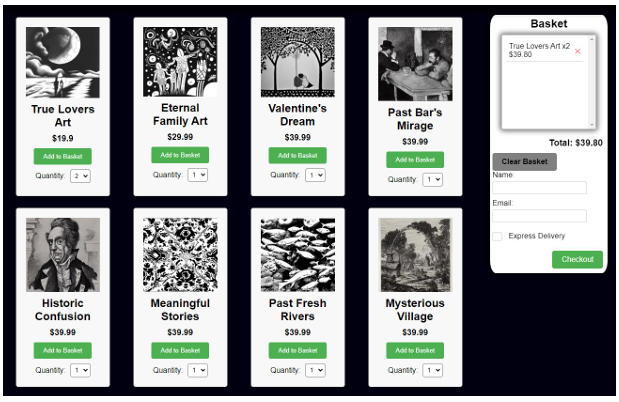 True Lovers
Art
$19.9
Add to Basket
Quantity: 2
Eternal
Family Art
$29.99
Add to Basket
Quantity: 1
Valentine's
Dream
$39.99
Add to Basket
Quantity: 1
Past Bar's
Mirage
$39.99
Add to Basket
Quantity: 1
Historic
Confusion
$39.99
Add to Basket
Quantity: 1
Meaningful
Stories
$39.99
Add to Basket
Quantity: 1
Past Fresh
Rivers
$39.99
Add to Basket
Quantity: 1
Mysterious
Village
$39.99
Add to Basket
Quantity: 1
Basket
True Lovers Art x2
$39.80
Total: $39.80
Clear Basket
Name:
Email:
Express Delivery
Checkout